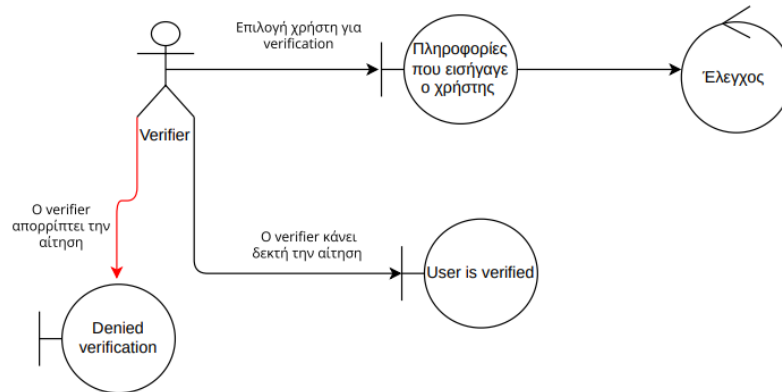 Επιλογή χρήστη για
verification
Πληροφορίες
που εισήγαγε
ο χρήστης
Έλεγχος
Verifier
Ο verifier
απορρίπτει την
αίτηση
Ο verifier κάνει
δεκτή την αίτηση
User is verified
Denied
verification